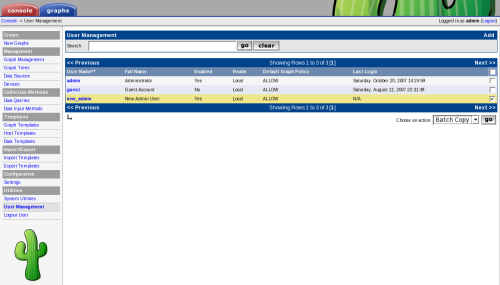 console graphs
Console -> User Management
Logged in as admin (Logout)
Create
New Graphs
Management
Graph Management
Graph Trees
Data Sources
Devices
Collection Methods
Data Queries
Data Input Methods
Templates
Graph Templates
Host Templates
Data Templates
Import/Export
Import Templates
Export Templates
Configuration
Settings
Utilities
System Utilities
User Management
Logout User
User Management Add
Search: go clear
<< Previous Showing Rows 1 to 3 of 3 [1] Next >>
User Name** Full Name Enabled Realm Default Graph Policy Last Login
admin Administrator Yes Local ALLOW Saturday, October 20, 2007 14:24:59
guest Guest Account No Local ALLOW Saturday, August 11, 2007 22:31:49
new_admin New Admin User Yes Local ALLOW N/A
<< Previous Showing Rows 1 to 3 of 3 [1] Next >>
Choose an action: Batch Copy go